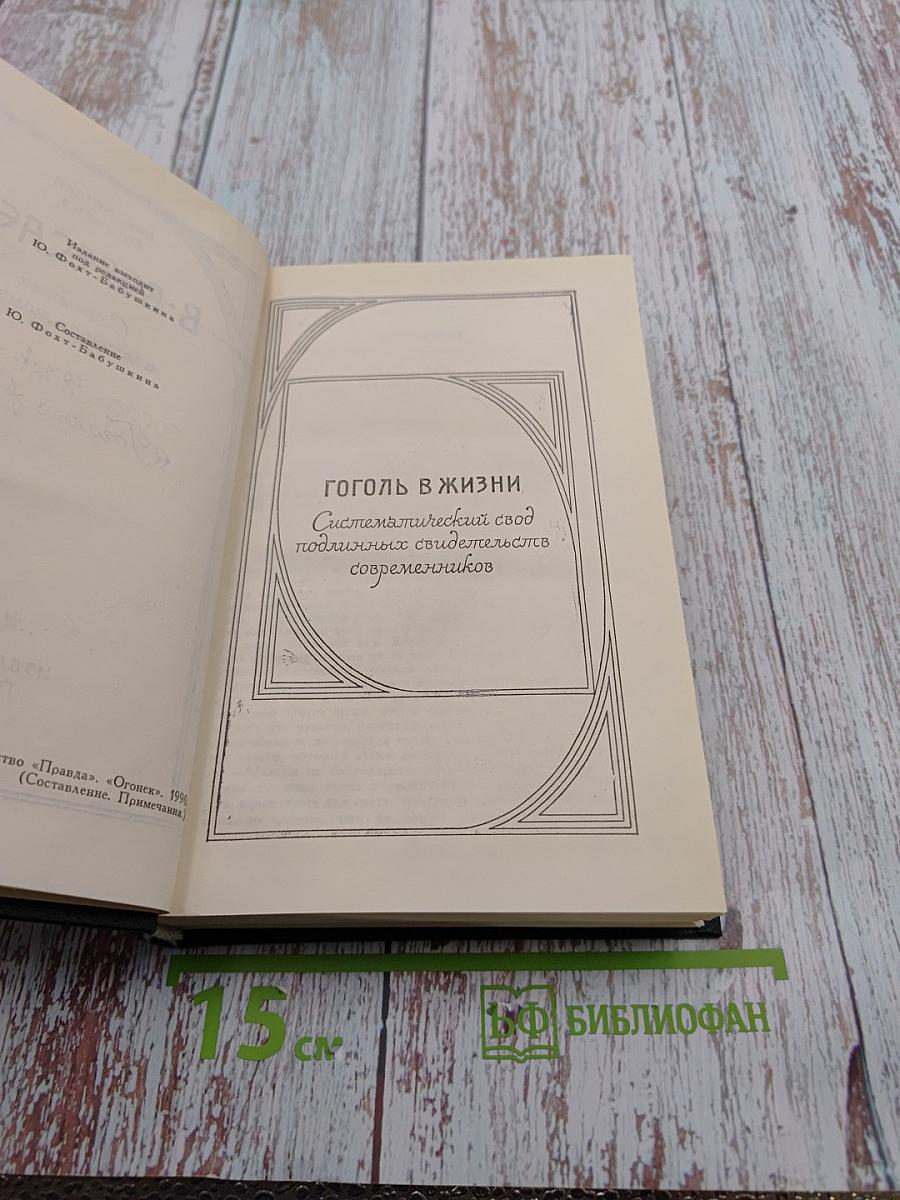 Издание выходит
под редакцией
Ю. Фохт-Бабушкина
Составление
Ю. Фохт-Бабушкина
ство «Правда». «Огонек». 1990.
(Составление. Примечания.)
ГОГОЛЬ В ЖИЗНИ
Систематический свод
подлинных свидетельств
современников
15 см
БФ БИБЛИОФАН